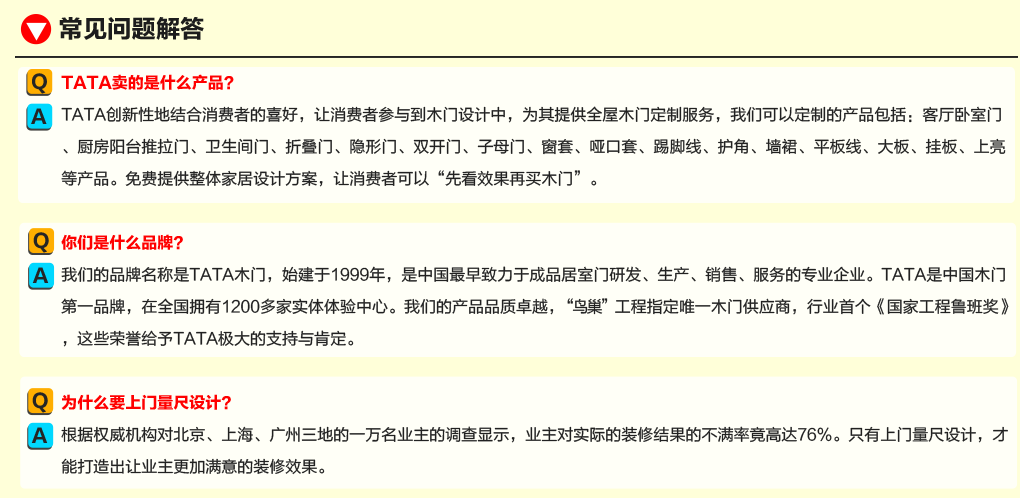 常见问题解答
Q TATA卖的是什么产品?
A TATA创新性地结合消费者的喜好，让消费者参与到木门设计中，为其提供全屋木门定制服务，我们可以定制的产品包括：客厅卧室门
、厨房阳台推拉门、卫生间门、折叠门、隐形门、双开门、子母门、窗套、哑口套、踢脚线、护角、墙裙、平板线、大板、挂板、上亮
等产品。免费提供整体家居设计方案，让消费者可以“先看效果再买木门”。
Q 你们是什么品牌?
A 我们的品牌名称是TATA木门，始建于1999年，是中国最早致力于成品居室门研发、生产、销售、服务的专业企业。TATA是中国木门
第一品牌，在全国拥有1200多家实体体验中心。我们的产品品质卓越，“鸟巢”工程指定唯一木门供应商，行业首个《国家工程鲁班奖》
，这些荣誉给予TATA极大的支持与肯定。
Q 为什么要上门量尺设计?
A 根据权威机构对北京、上海、广州三地的一万名业主的调查显示，业主对实际的装修结果的不满率竟高达76%。只有上门量尺设计，才
能打造出让业主更加满意的装修效果。